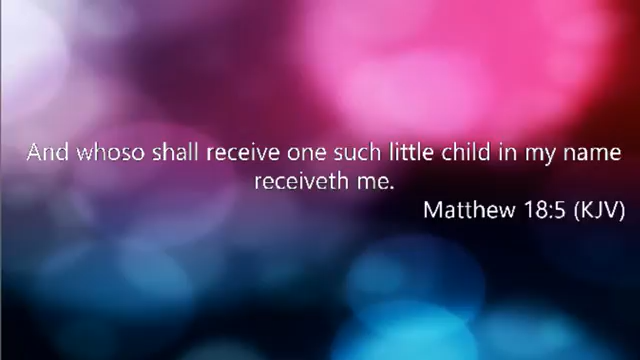 And whoso shall receive one such little child in my name
receiveth me.
Matthew 18:5 (KJV)